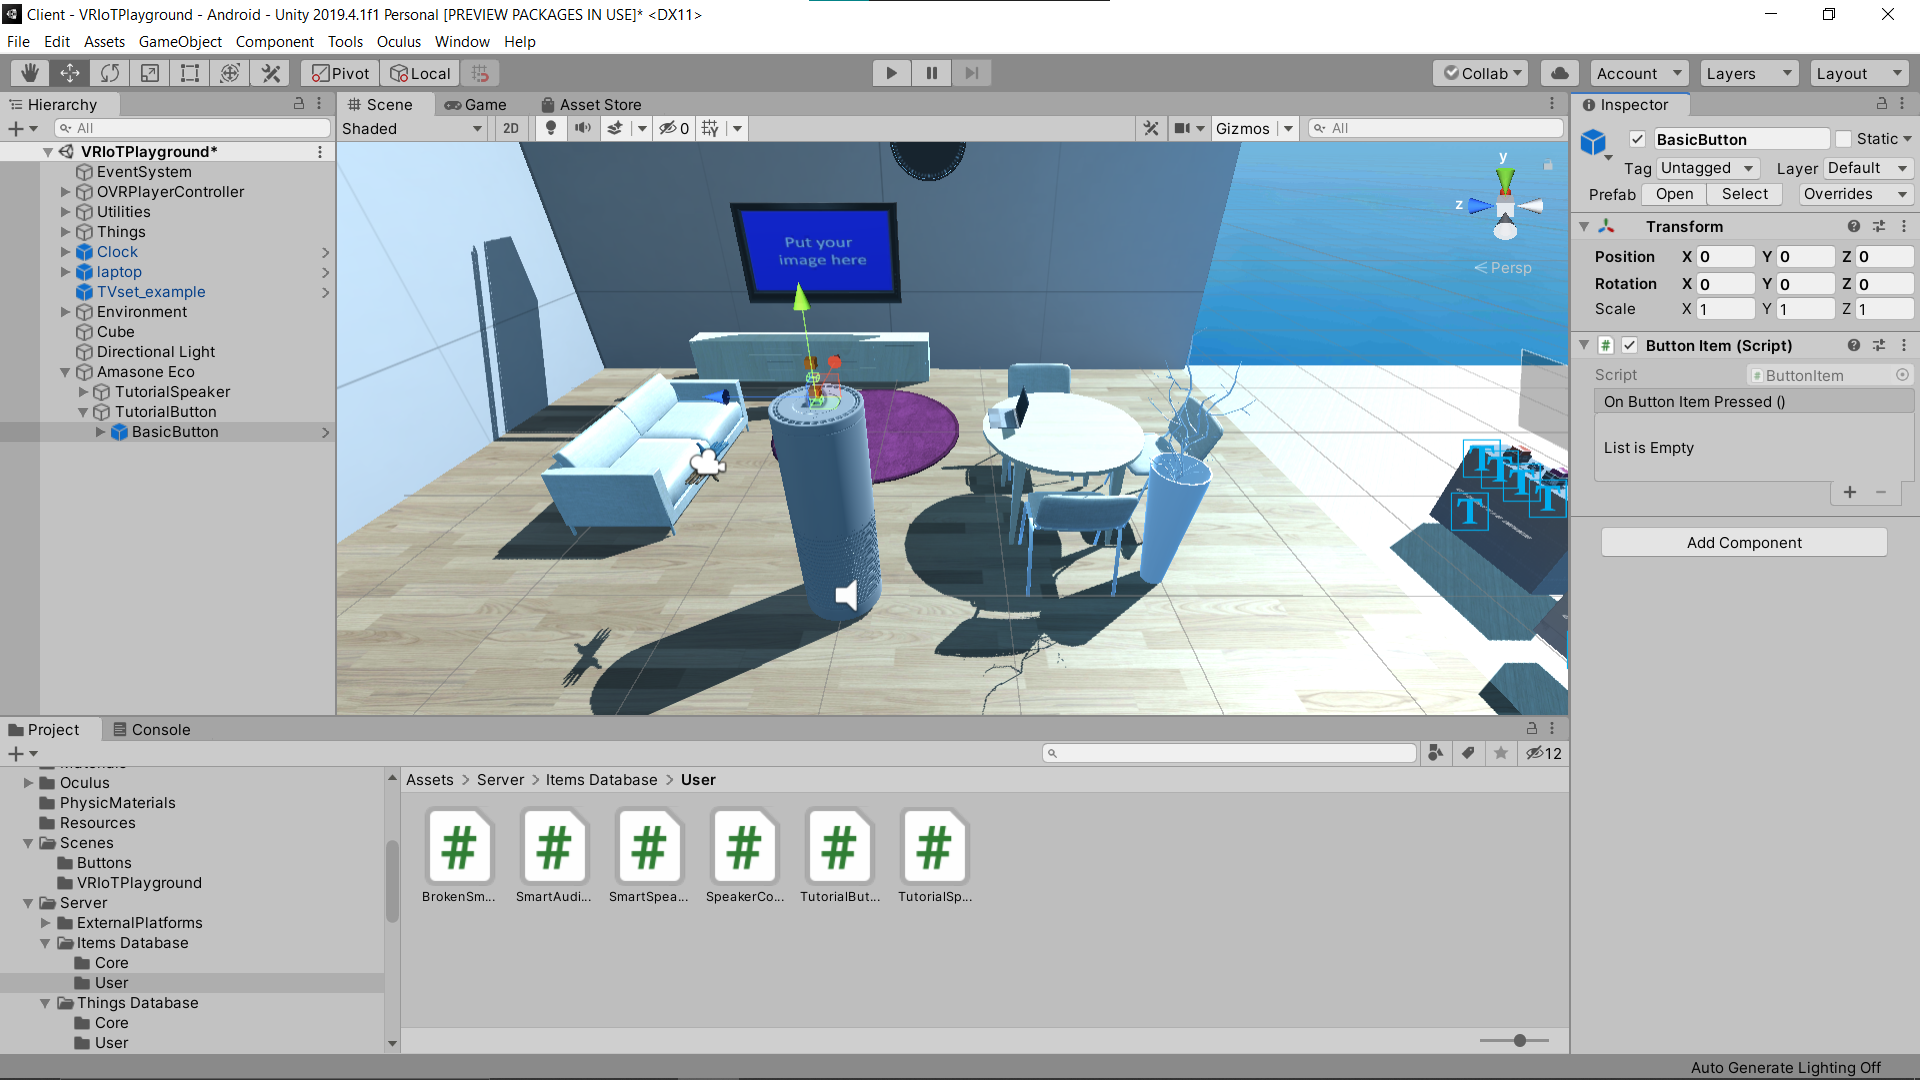 Client - VRIoTPlayground - Android - Unity 2019.4.1f1 Personal [PREVIEW PACKAGES IN USE]* <DX11>
File Edit Assets GameObject Component Tools Oculus Window Help
Pivot Local Collab Account Layers Layout
Hierarchy
All
VRIoTPlayground*
EventSystem
OVRPlayerController
Utilities
Things
Clock
laptop
TVset_example
Environment
Cube
Directional Light
Amasone Eco
TutorialSpeaker
TutorialButton
BasicButton
Scene Game Asset Store
Shaded 2D 0 Gizmos All
Put your
image here
y
z
Persp
T T T T
T
Inspector
BasicButton Static
Tag Untagged Layer Default
Prefab Open Select Overrides
Transform
Position X 0 Y 0 Z 0
Rotation X 0 Y 0 Z 0
Scale X 1 Y 1 Z 1
# Button Item (Script)
Script # ButtonItem
On Button Item Pressed ()
List is Empty
Add Component
Project Console
12
Oculus
PhysicMaterials
Resources
Scenes
Buttons
VRIoTPlayground
Server
ExternalPlatforms
Items Database
Core
User
Things Database
Core
User
Assets > Server > Items Database > User
# # # # # #
BrokenSm... SmartAudi... SmartSpea... SpeakerCo... TutorialBut... TutorialSp...
Auto Generate Lighting Off